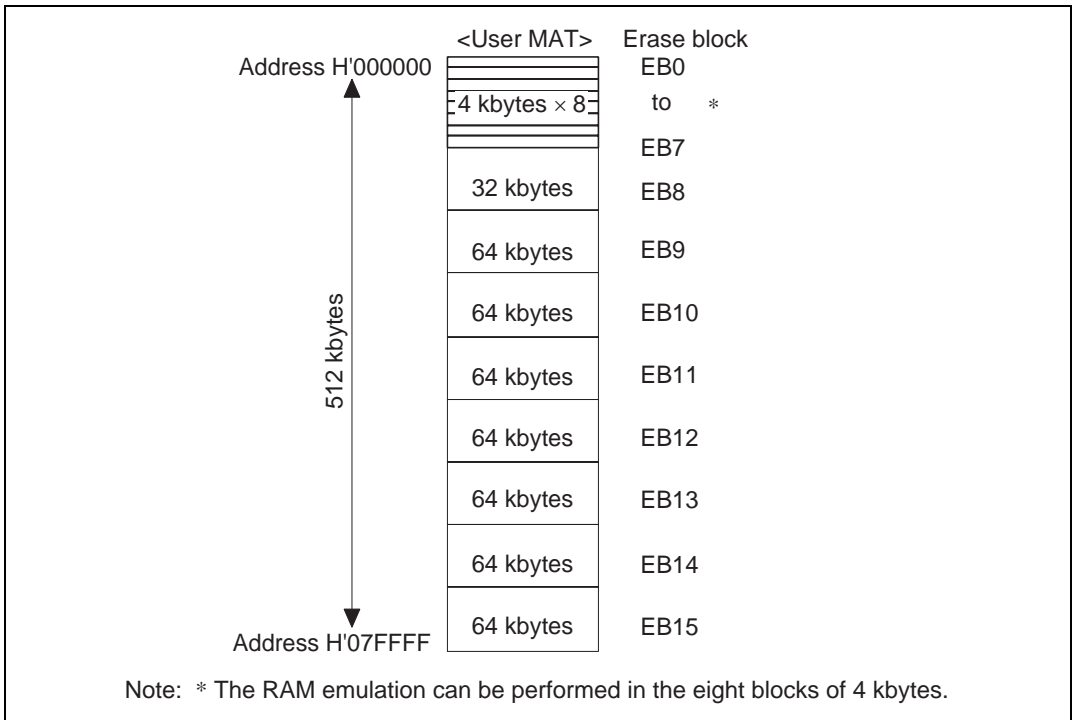 <User MAT> Erase block
Address H'000000 EB0
4 kbytes × 8 to *
EB7
32 kbytes EB8
64 kbytes EB9
64 kbytes EB10
512 kbytes
64 kbytes EB11
64 kbytes EB12
64 kbytes EB13
64 kbytes EB14
64 kbytes EB15
Address H'07FFFF
Note: * The RAM emulation can be performed in the eight blocks of 4 kbytes.